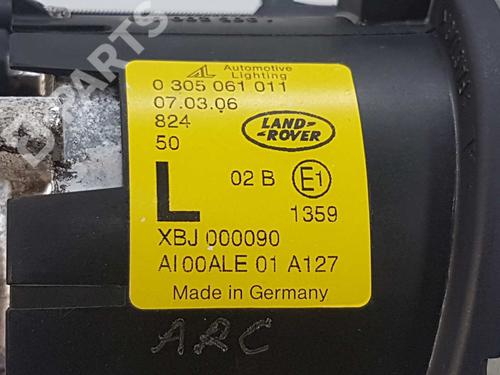 B-PARTS
Automotive
Lighting
0 305 061 011
07.03.06
824
50
LAND-
-ROVER
L
02 B
E1
1359
XBJ 000090
AI00ALE 01 A127
Made in Germany
ARC